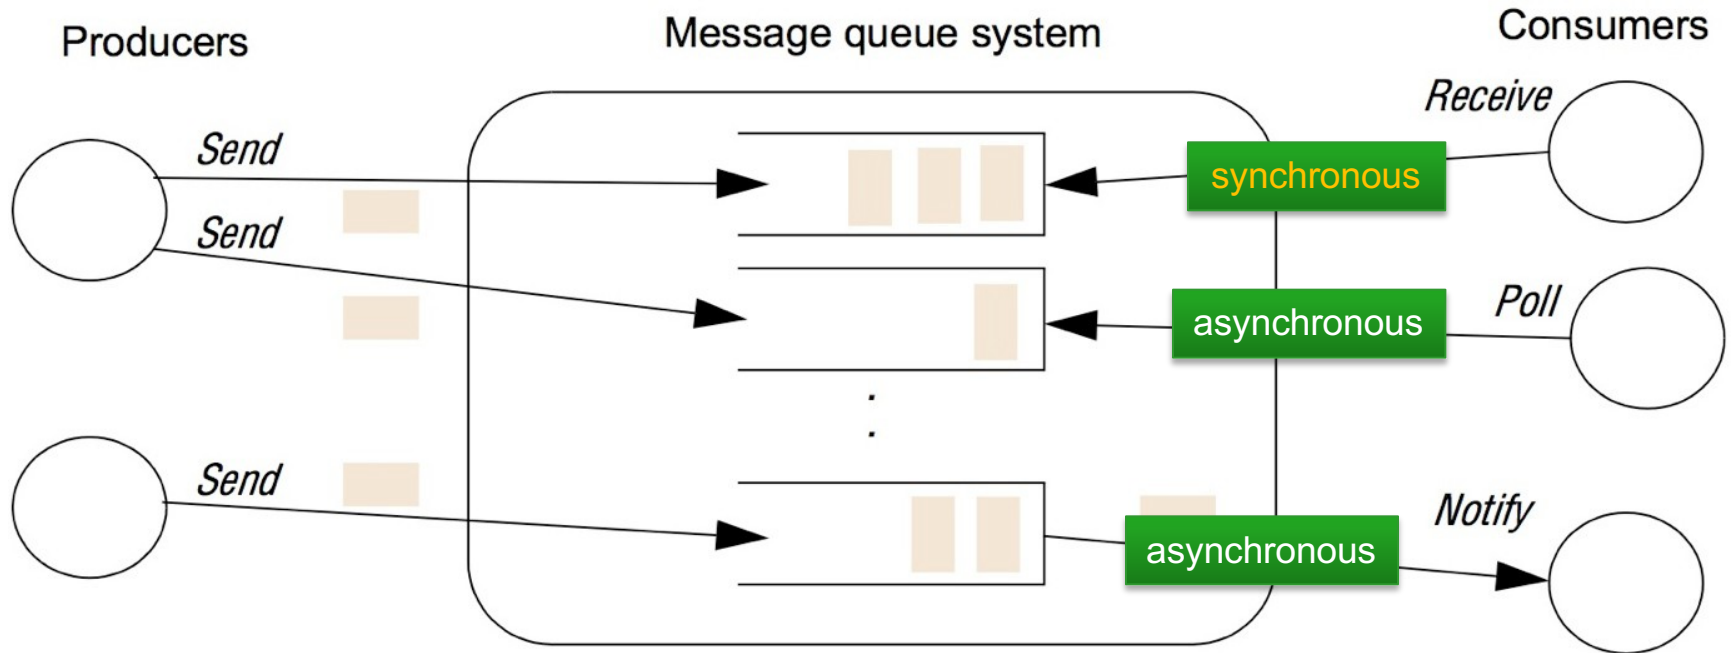 Producers
Message queue system
Consumers
Receive
Send
synchronous
Send
Poll
asynchronous
:
Send
Notify
asynchronous